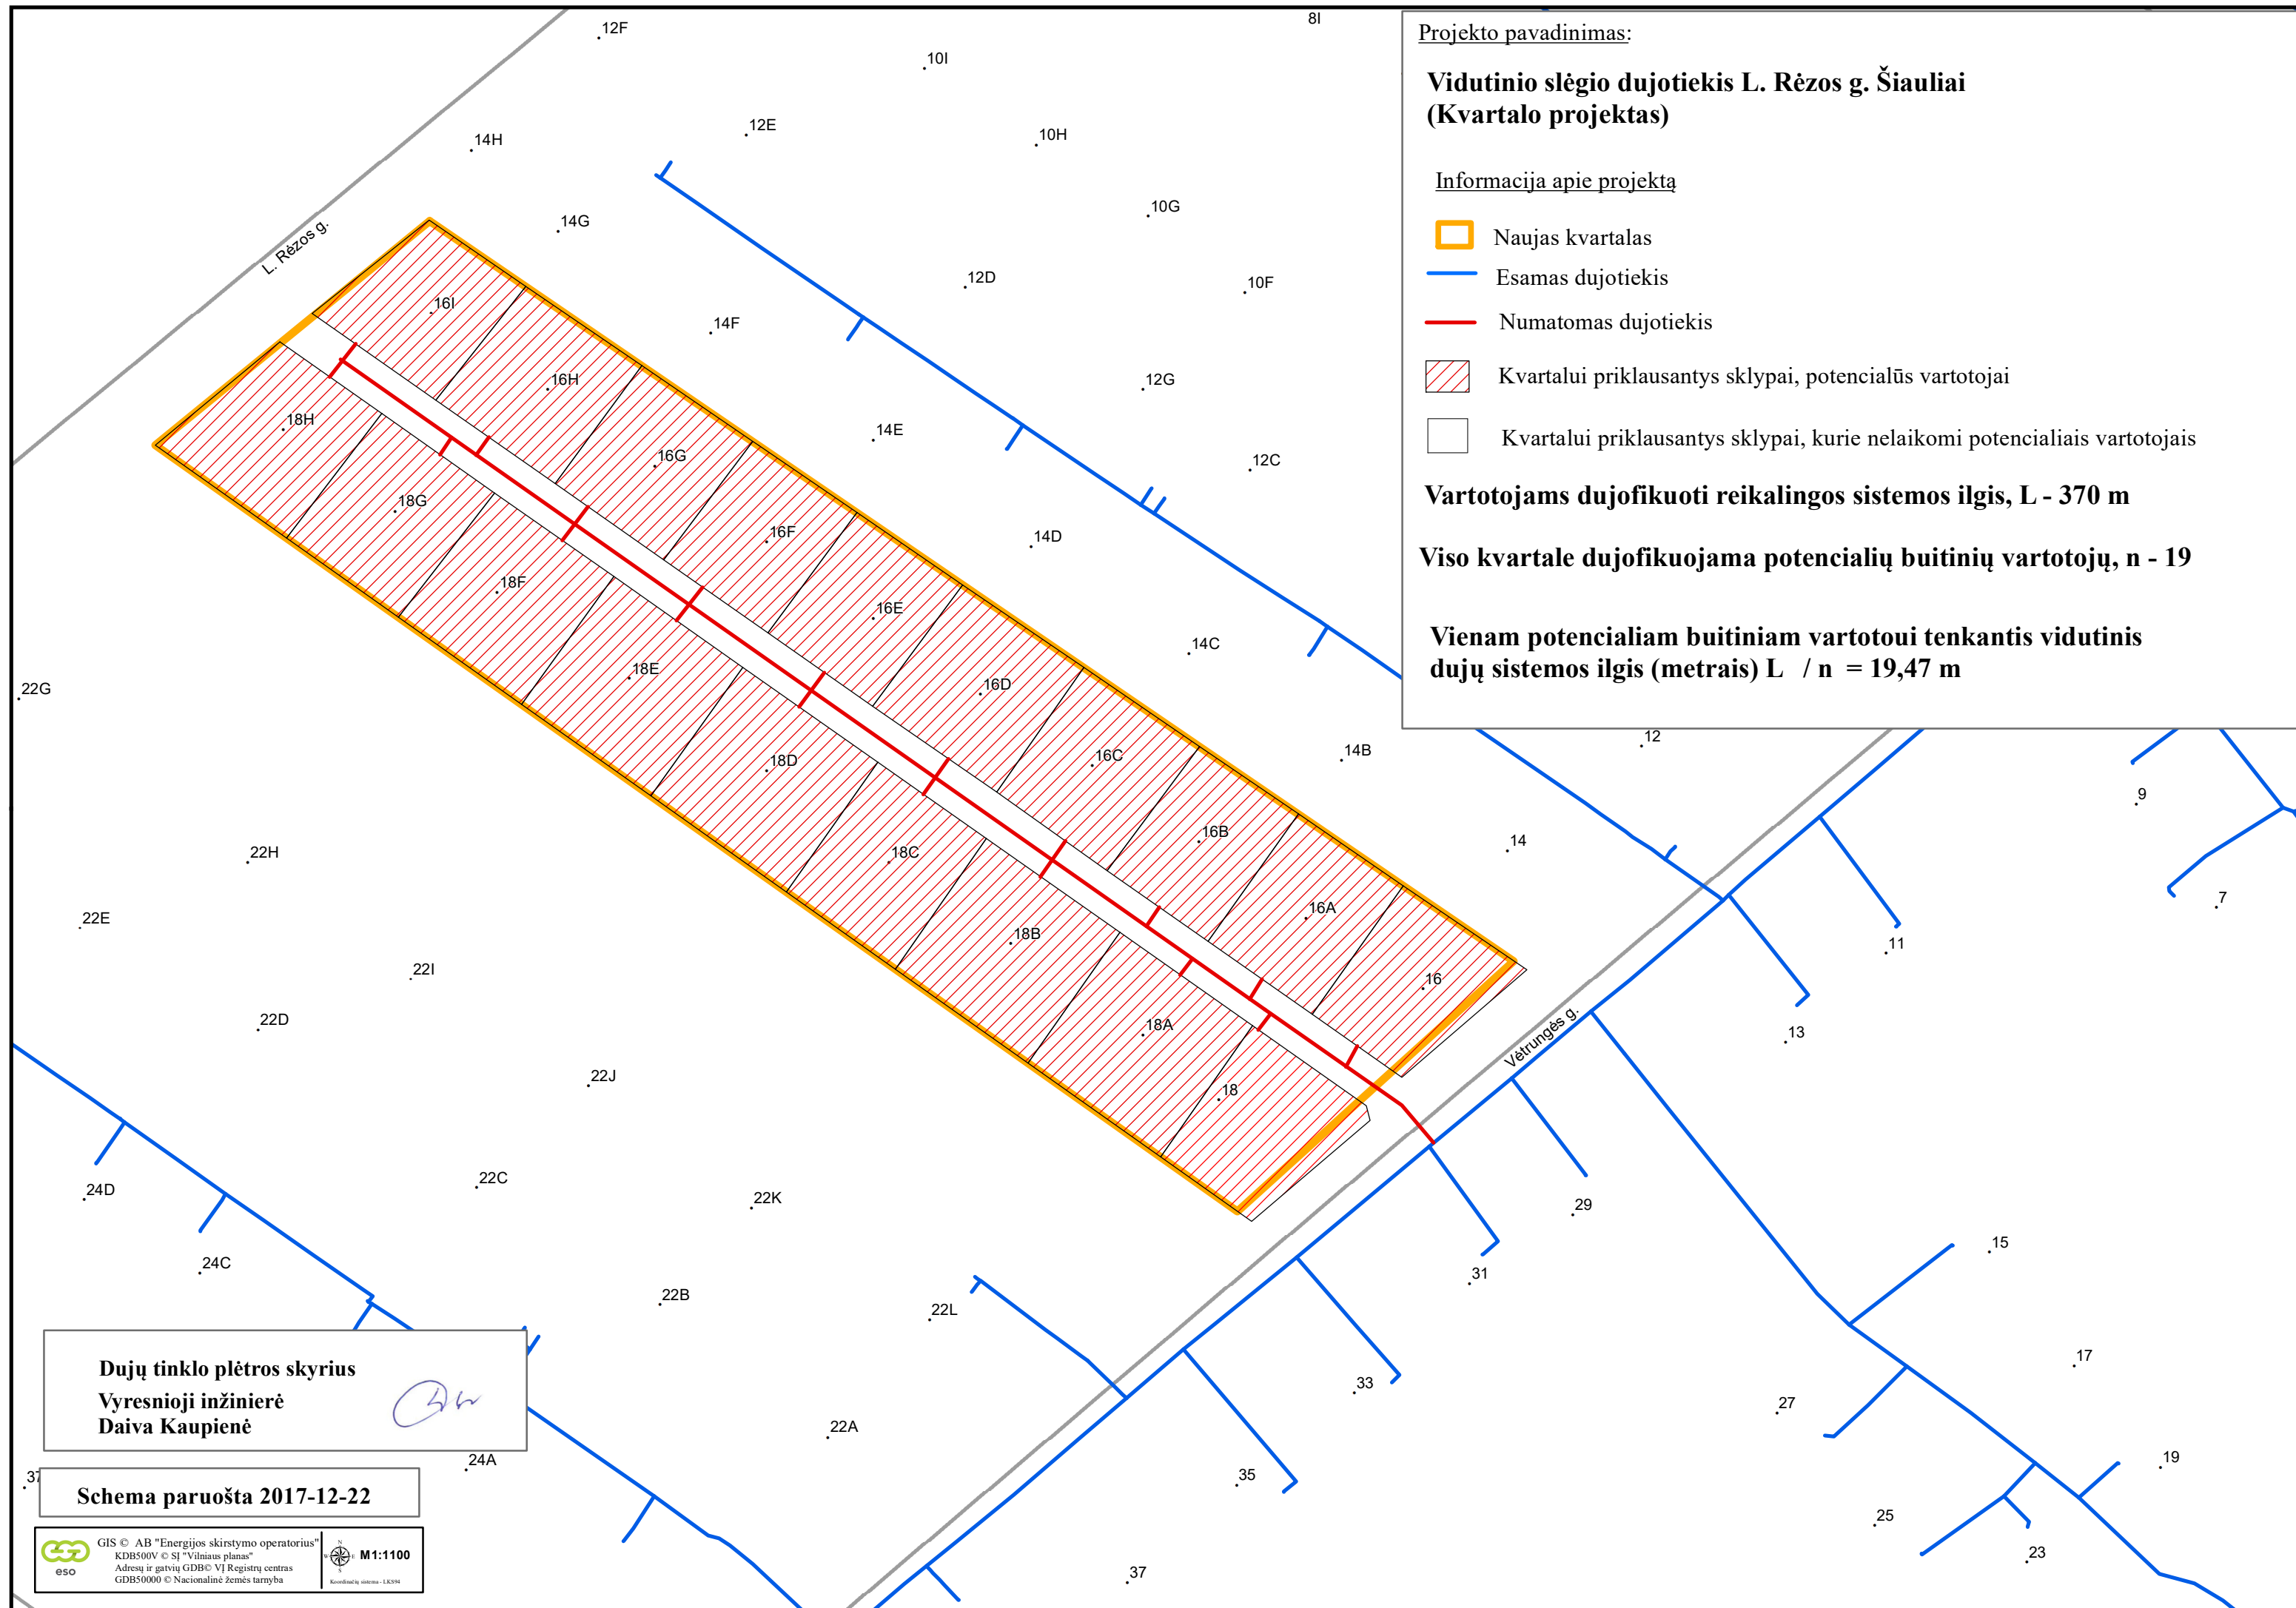 Projekto pavadinimas:
Vidutinio slėgio dujotiekis L. Rėzos g. Šiauliai
(Kvartalo projektas)
Informacija apie projektą
Naujas kvartalas
Esamas dujotiekis
Numatomas dujotiekis
Kvartalui priklausantys sklypai, potencialūs vartotojai
Kvartalui priklausantys sklypai, kurie nelaikomi potencialiais vartotojais
Vartotojams dujofikuoti reikalingos sistemos ilgis, L - 370 m
Viso kvartale dujofikuojama potencialių buitinių vartotojų, n - 19
Vienam potencialiam buitiniam vartotoui tenkantis vidutinis
dujų sistemos ilgis (metrais) L / n = 19,47 m
8I
12F
10I
12E
10H
14H
10G
14G
L. Rėzos g.
12D
10F
16I
14F
16H
12G
18H
14E
16G
12C
18G
16F
14D
18F
16E
14C
18E
16D
22G
12
14B
16C
18D
9
16B
14
22H
18C
7
16A
22E
18B
11
22I
16
22D
18A
Vėtrungės g.
13
22J
18
22C
24D
22K
29
15
24C
31
22B
22L
17
33
27
22A
19
24A
35
37
25
23
37
Dujų tinklo plėtros skyrius
Vyresnioji inžinierė
Daiva Kaupienė
Schema paruošta 2017-12-22
eso
GIS © AB "Energijos skirstymo operatorius"
KDB500V © SĮ "Vilniaus planas"
Adresų ir gatvių GDB© VĮ Registrų centras
GDB50000 © Nacionalinė žemės tarnyba
N
W
E
S
M1:1100
Koordinačių sistema - LKS94